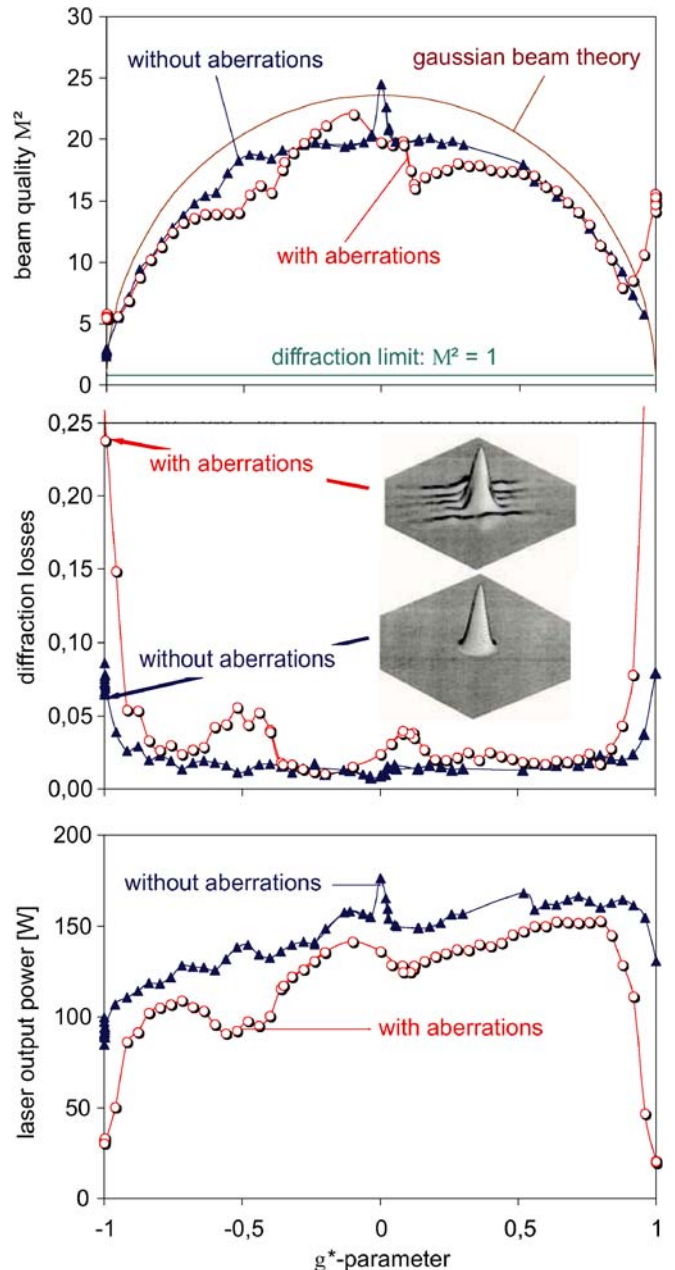 30
25
20
15
10
5
0
beam quality M²
without aberrations
gaussian beam theory
with aberrations
diffraction limit: M² = 1
0,25
0,20
0,15
0,10
0,05
0,00
diffraction losses
with aberrations
without aberrations
200
150
100
50
0
laser output power [W]
without aberrations
with aberrations
-1
-0,5
0
0,5
1
g*-parameter